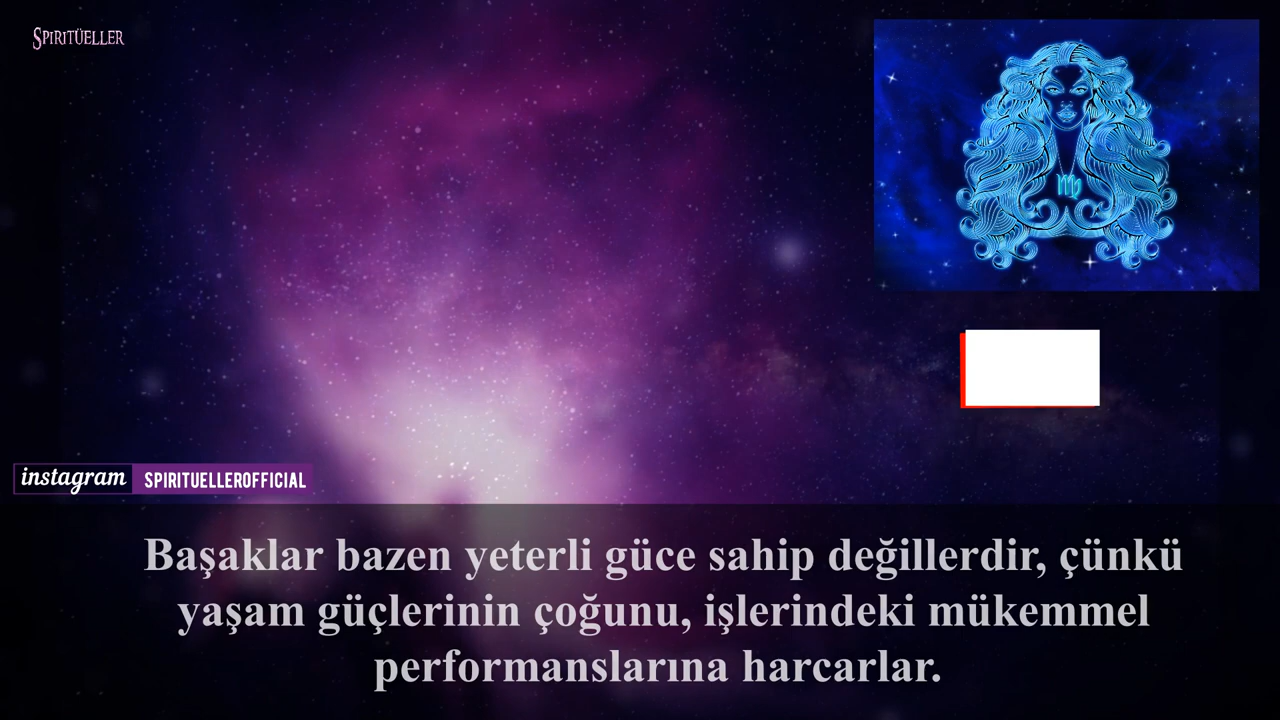 SPIRITÜELLER
instagram SPIRITUELLEROFFICIAL
Başaklar bazen yeterli güce sahip değillerdir, çünkü
yaşam güçlerinin çoğunu, işlerindeki mükemmel
performanslarına harcarlar.